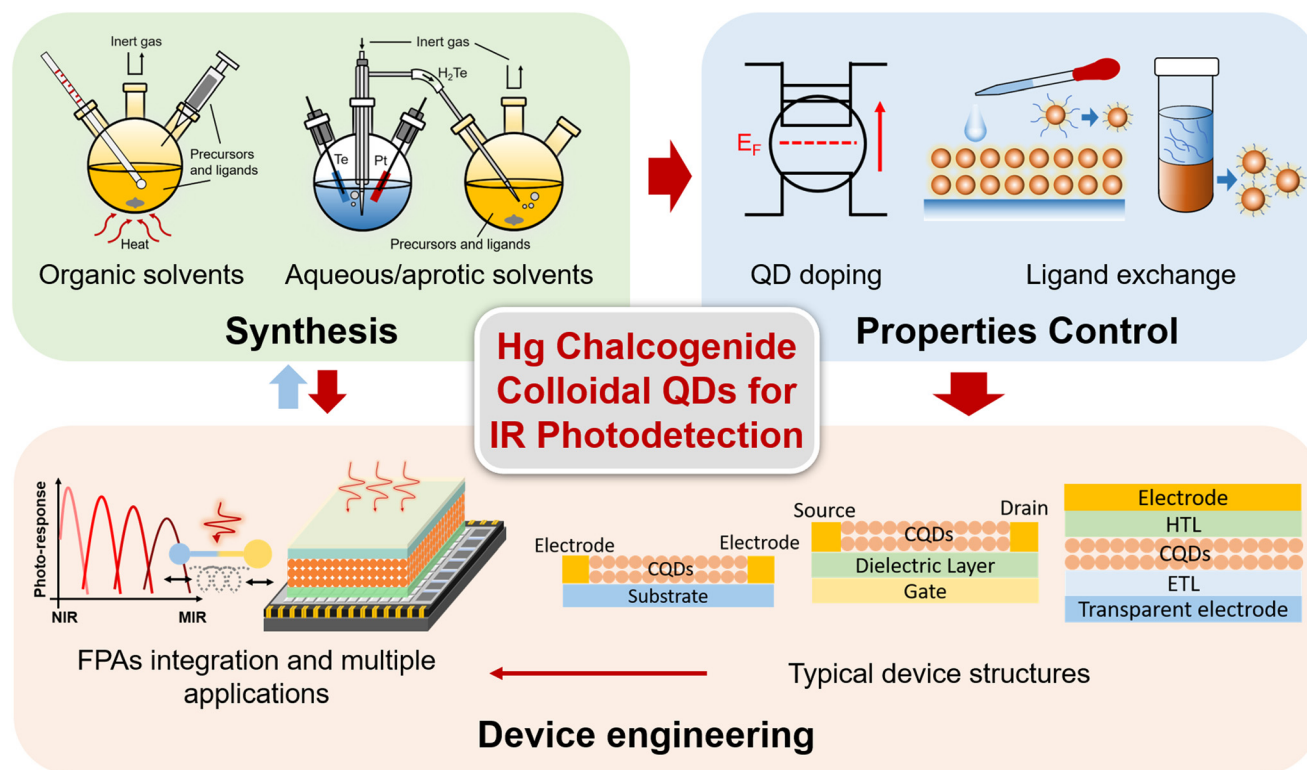 Inert gas
Precursors
and ligands
Heat
Organic solvents
Inert gas
H₂Te
Te
Pt
Precursors and ligands
Aqueous/aprotic solvents
Synthesis
E_F
QD doping
Ligand exchange
Properties Control
Hg Chalcogenide
Colloidal QDs for
IR Photodetection
Photo-response
NIR
MIR
FPAs integration and multiple
applications
Electrode
Electrode
CQDs
Substrate
Source
Drain
CQDs
Dielectric Layer
Gate
Electrode
HTL
CQDs
ETL
Transparent electrode
Typical device structures
Device engineering